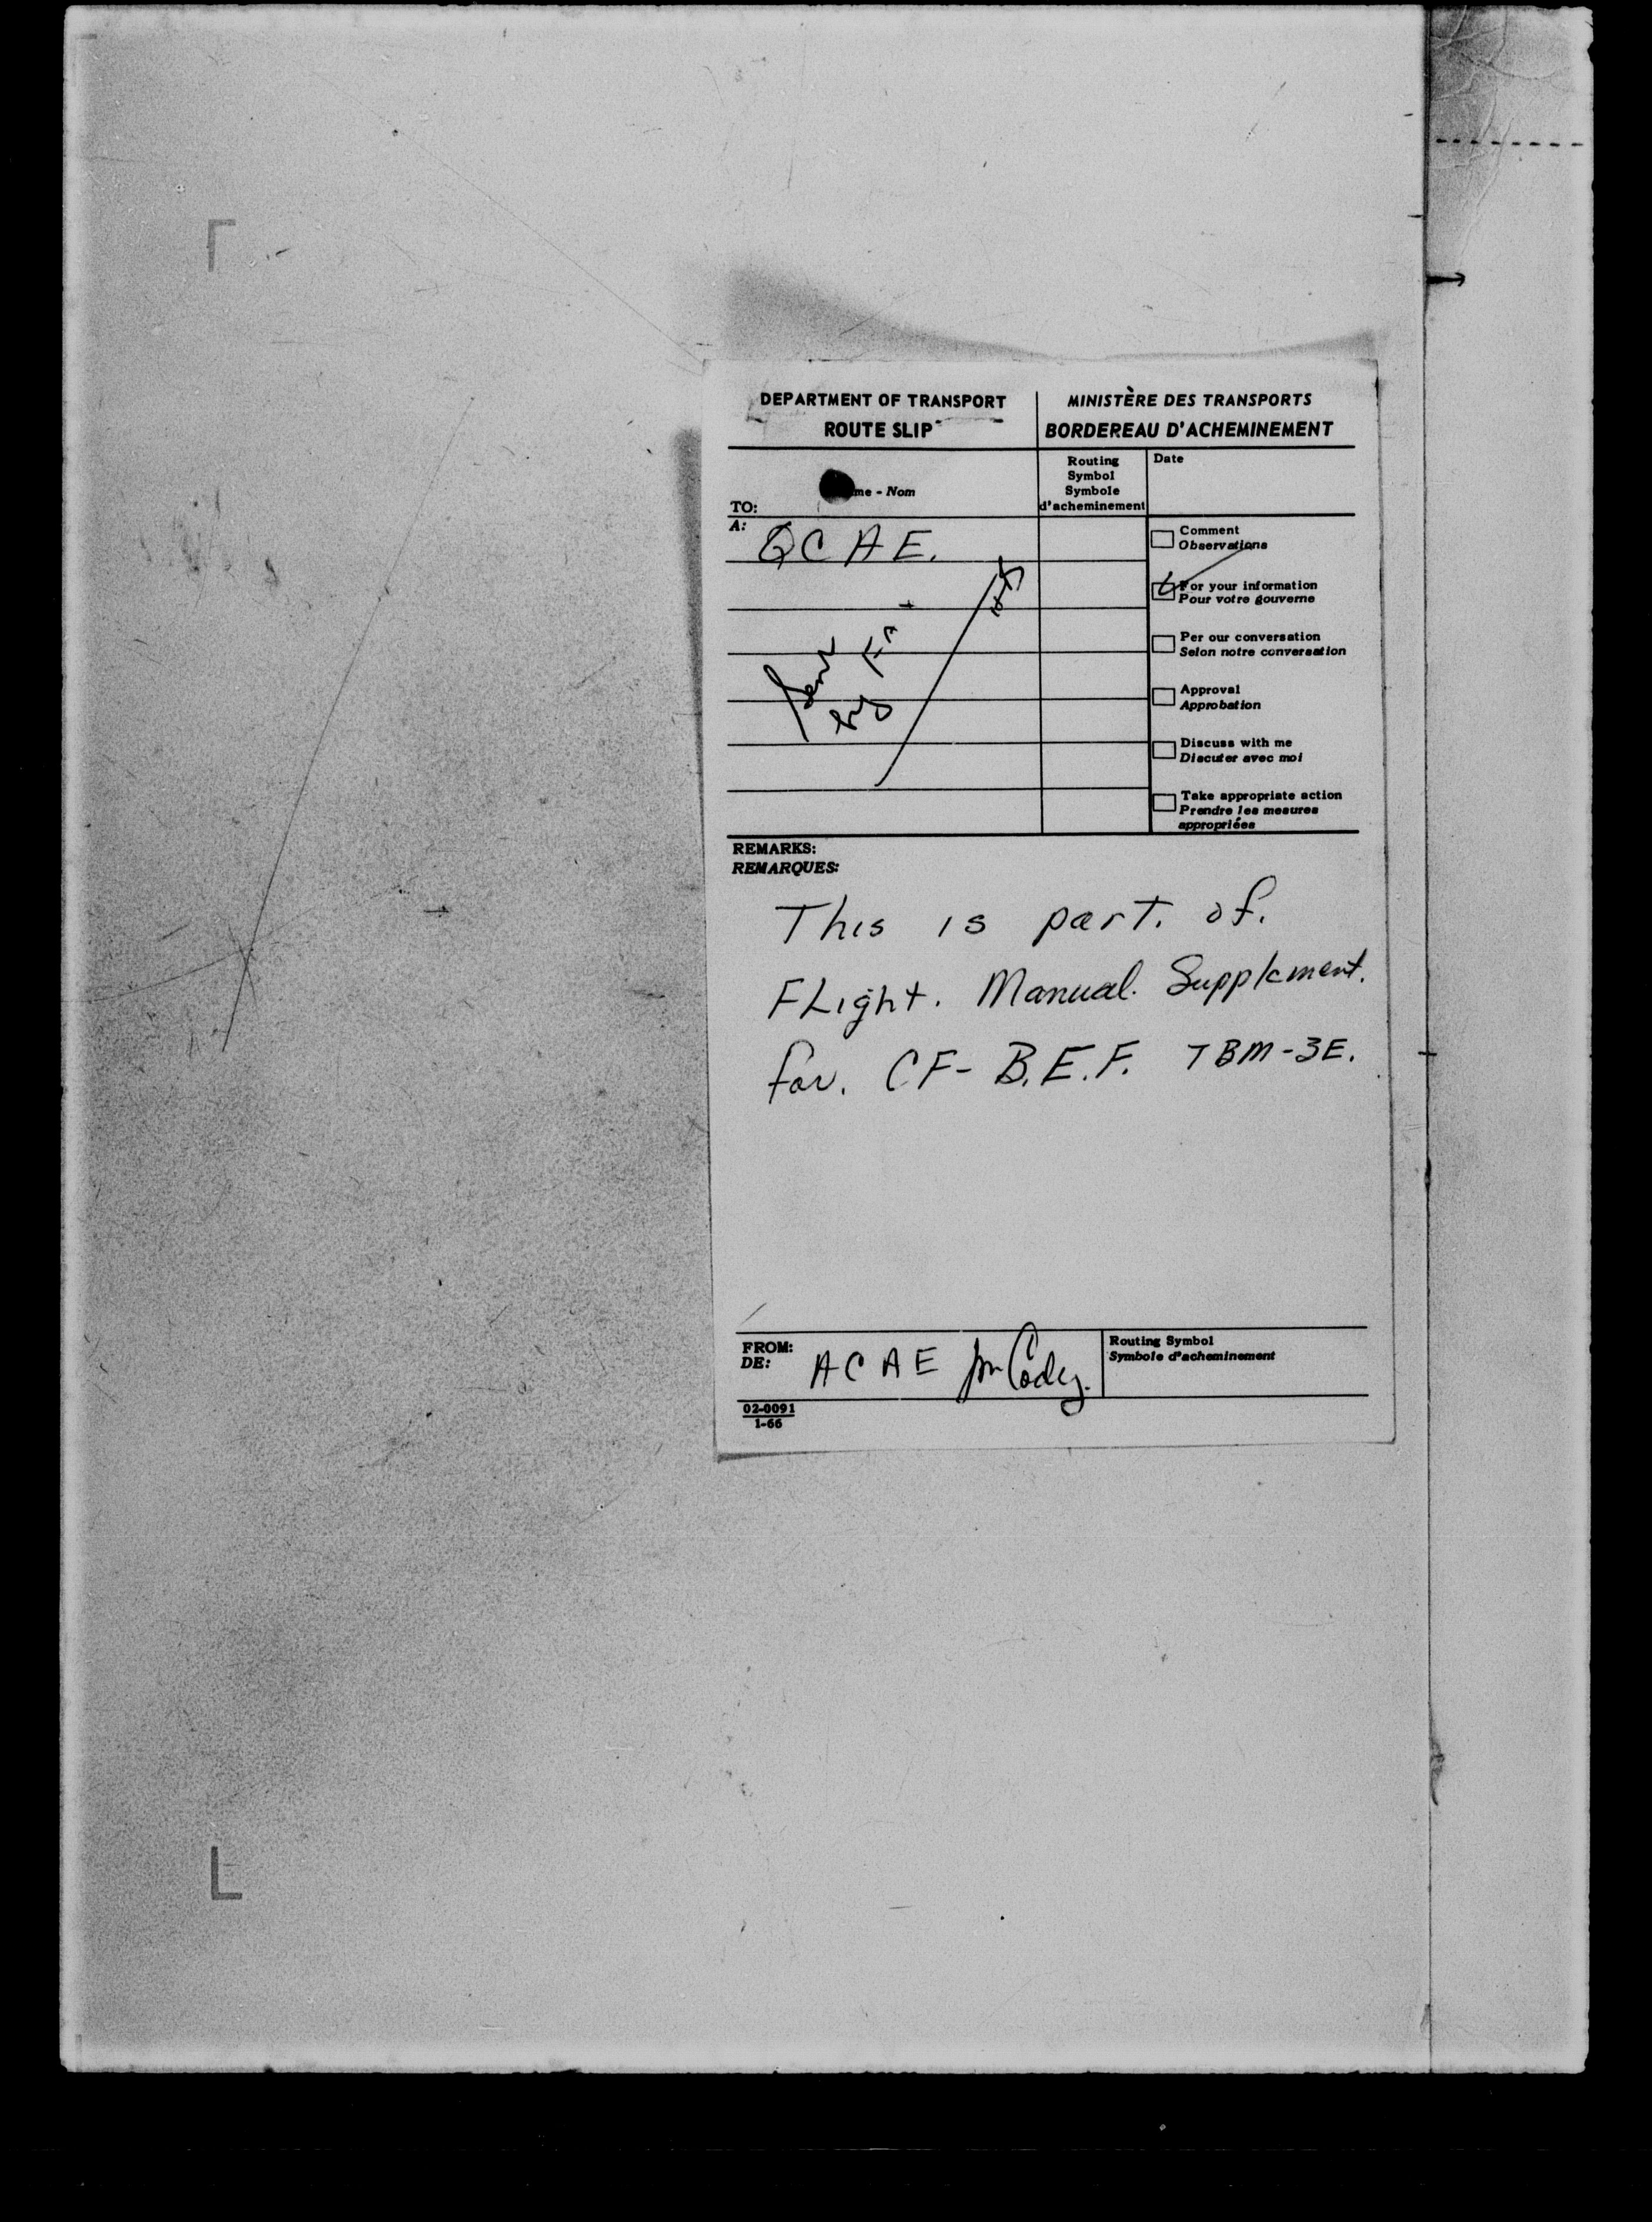 DEPARTMENT OF TRANSPORT
ROUTE SLIP
MINISTÈRE DES TRANSPORTS
BORDEREAU D'ACHEMINEMENT
TO:
me - Nom
Routing
Symbol
Symbole
d'acheminement
Date
A:
QCAE.
Comment
Observations
For your information
Pour votre gouverne
Per our conversation
Selon notre conversation
Approval
Approbation
Discuss with me
Discuter avec moi
Take appropriate action
Prendre les mesures
appropriées
REMARKS:
REMARQUES:
This is part. of.
FLight. Manual. Supplement.
for. CF- B.E.F. TBM-3E.
FROM:
DE:
ACAE
Routing Symbol
Symbole d'acheminement
02-0091
1-66